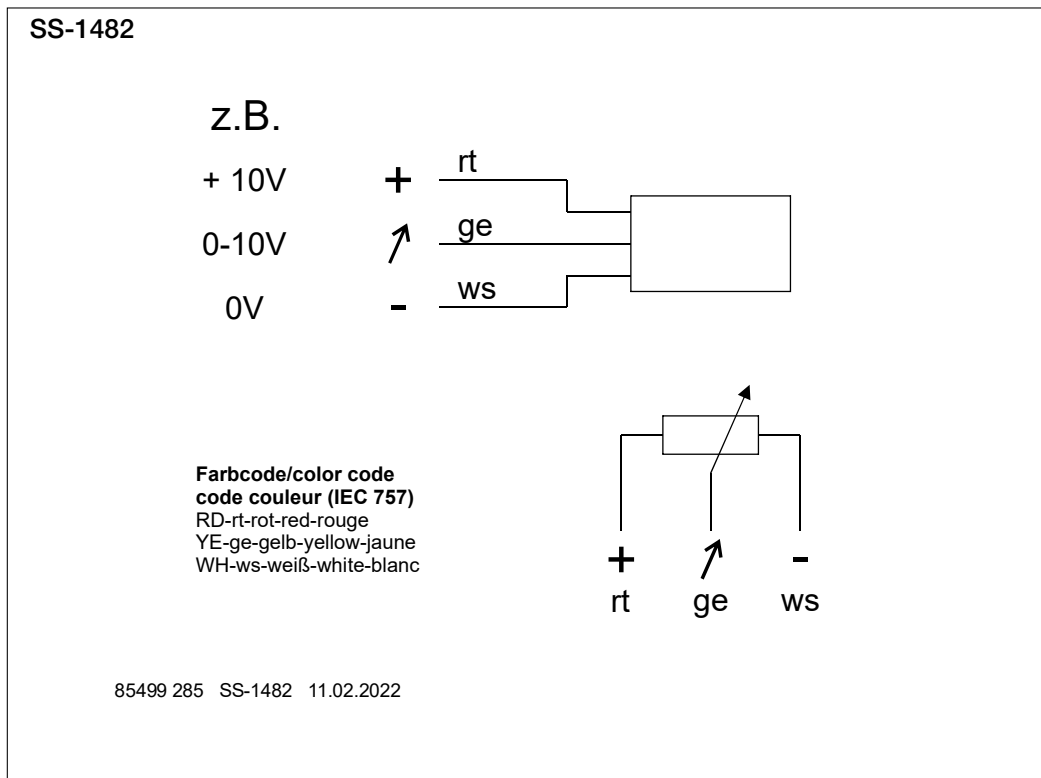 SS-1482
z.B.
+ 10V + rt
0-10V ge
0V - ws
Farbcode/color code
code couleur (IEC 757)
RD-rt-rot-red-rouge
YE-ge-gelb-yellow-jaune
WH-ws-weiß-white-blanc
+ -
rt ge ws
85499 285 SS-1482 11.02.2022